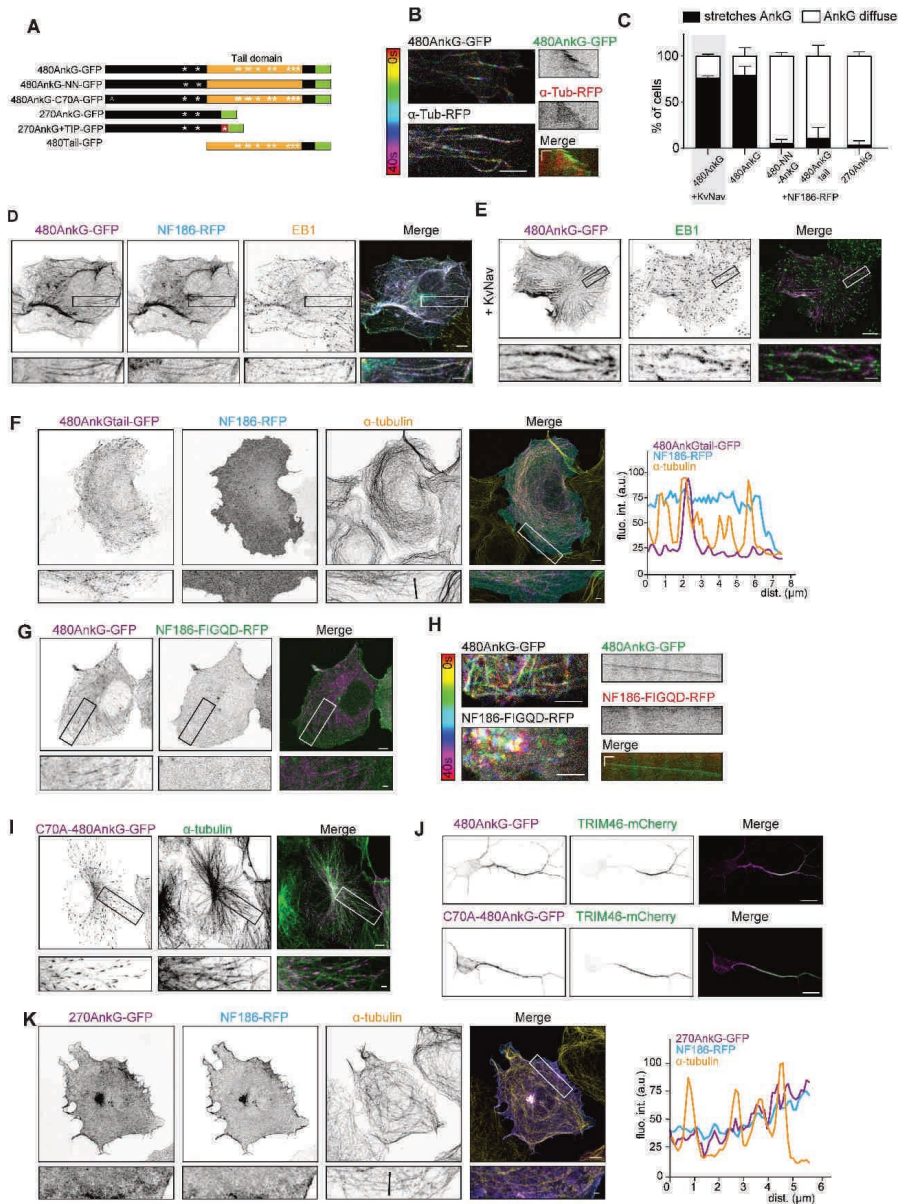 A
Tail domain
480AnkG-GFP
480AnkG-NN-GFP
480AnkG-C70A-GFP
270AnkG-GFP
270AnkG+TIP-GFP
480Tail-GFP
B
0s
40s
480AnkG-GFP
α-Tub-RFP
480AnkG-GFP
α-Tub-RFP
Merge
C
stretches AnkG
AnkG diffuse
% of cells
100
75
50
25
0
480AnkG
480AnkG
480-NN
-AnkG
480AnkG
tail
270AnkG
+KvNav
+NF186-RFP
D
480AnkG-GFP
NF186-RFP
EB1
Merge
E
480AnkG-GFP
EB1
Merge
+ KvNav
F
480AnkGtail-GFP
NF186-RFP
α-tubulin
Merge
480AnkGtail-GFP
NF186-RFP
α-tubulin
fluo. int. (a.u.)
100
75
50
25
0 1 2 3 4 5 6 7 8
dist. (µm)
G
480AnkG-GFP
NF186-FIGQD-RFP
Merge
H
0s
40s
480AnkG-GFP
NF186-FIGQD-RFP
480AnkG-GFP
NF186-FIGQD-RFP
Merge
I
C70A-480AnkG-GFP
α-tubulin
Merge
J
480AnkG-GFP
TRIM46-mCherry
Merge
C70A-480AnkG-GFP
TRIM46-mCherry
Merge
K
270AnkG-GFP
NF186-RFP
α-tubulin
Merge
270AnkG-GFP
NF186-RFP
α-tubulin
fluo. int. (a.u.)
100
75
50
25
0
0 1 2 3 4 5 6
dist. (µm)